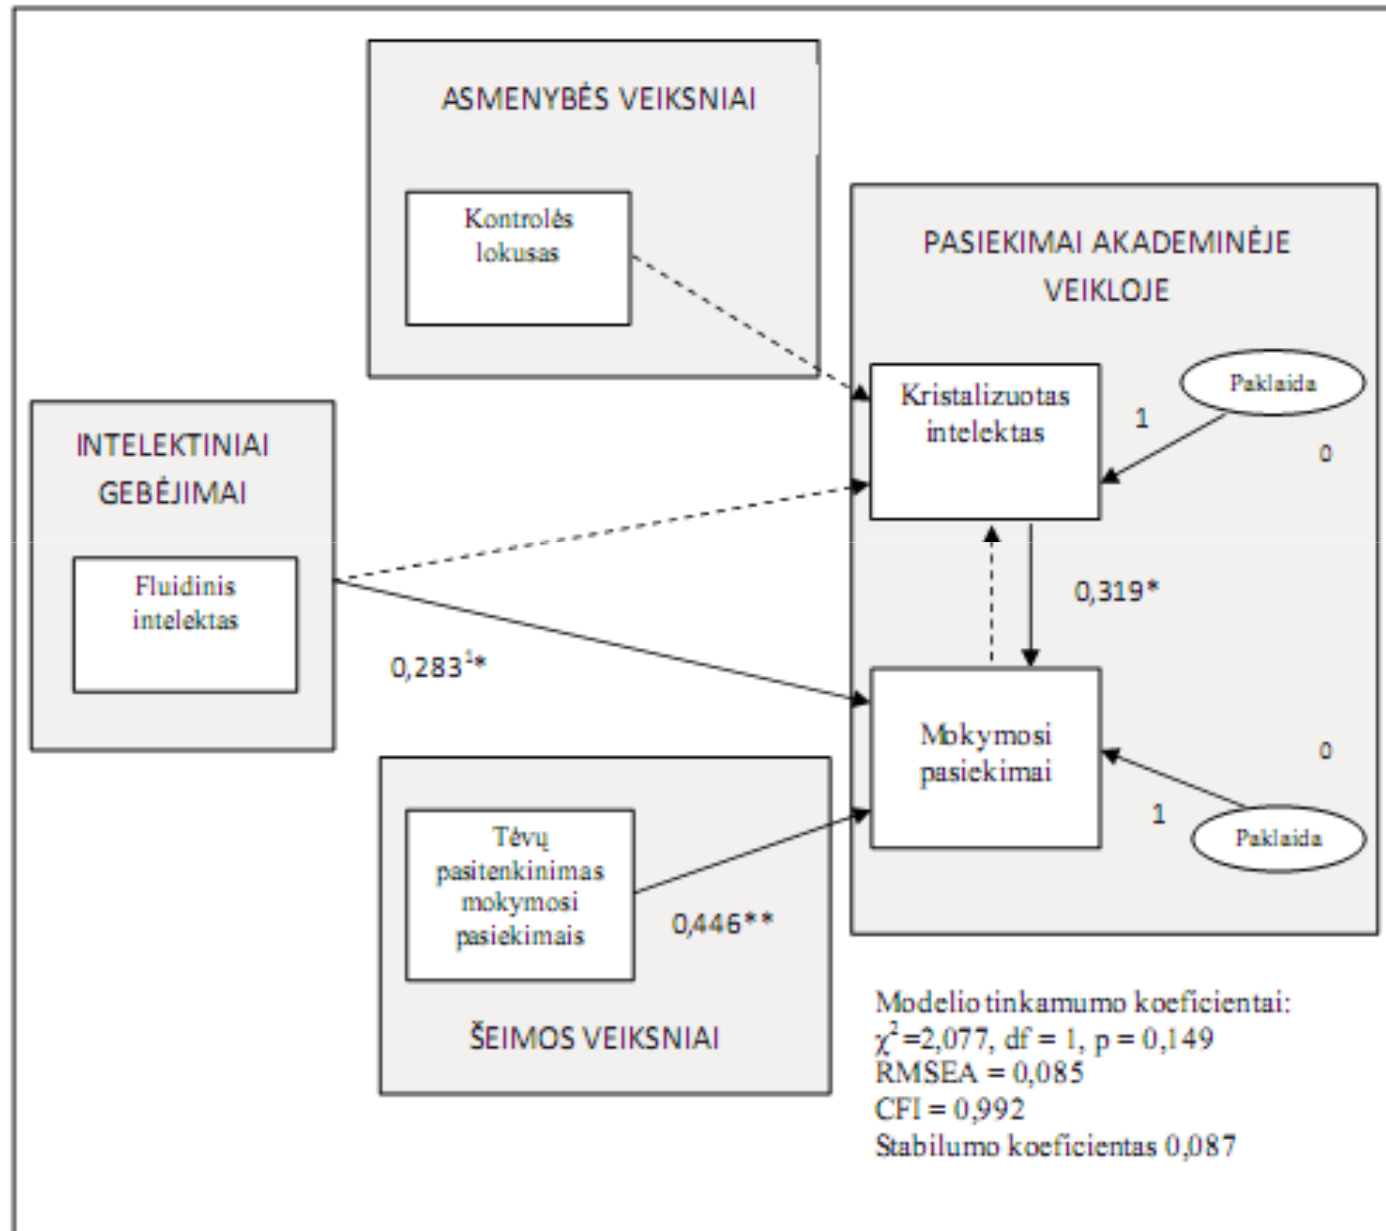 ASMENYBĖS VEIKSNIAI
Kontrolės
lokusas
PASIEKIMAI AKADEMINĖJE
VEIKLOJE
Kristalizuotas
intelektas
Paklaida
1
0
INTELEKTINIAI
GEBĖJIMAI
Fluidinis
intelektas
0,283¹*
0,319*
Mokymosi
pasiekimai
0
1
Paklaida
Tėvų
pasitenkinimas
mokymosi
pasiekimais
0,446**
ŠEIMOS VEIKSNIAI
Modelio tinkamumo koeficientai:
χ²=2,077, df = 1, p = 0,149
RMSEA = 0,085
CFI = 0,992
Stabilumo koeficientas 0,087